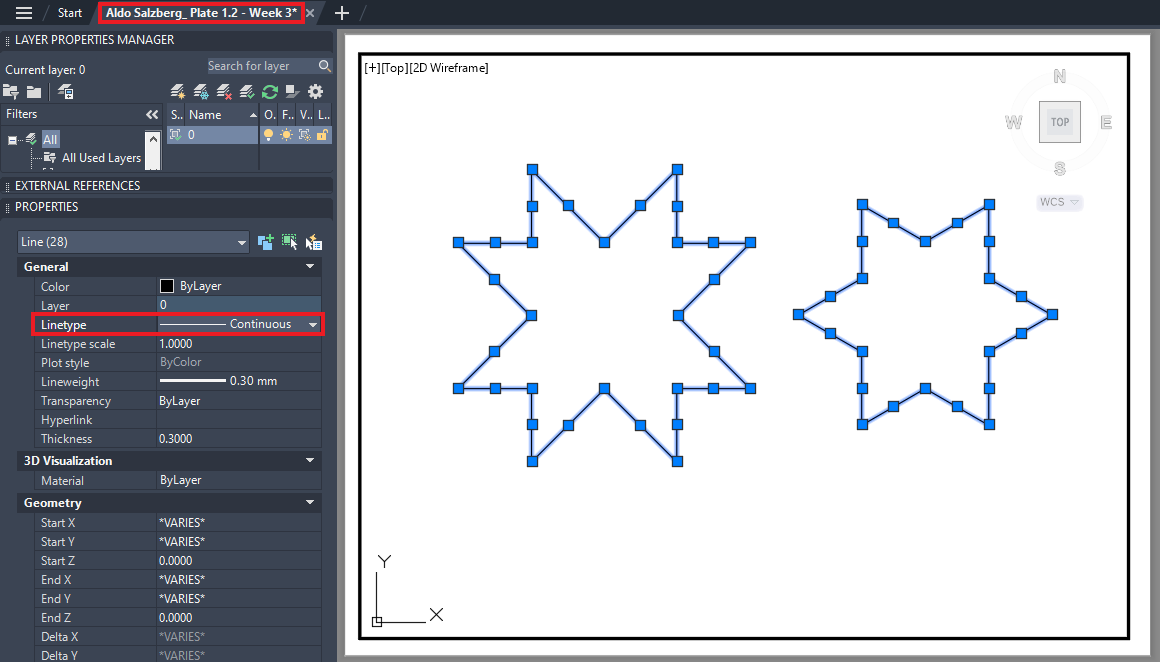 Start Aldo Salzberg_ Plate 1.2 - Week 3*
LAYER PROPERTIES MANAGER
Current layer: 0
Search for layer
Filters
S.. Name O. F.. V.. L..
All
0
All Used Layers
EXTERNAL REFERENCES
PROPERTIES
Line (28)
General
Color ByLayer
Layer 0
Linetype Continuous
Linetype scale 1.0000
Plot style ByColor
Lineweight 0.30 mm
Transparency ByLayer
Hyperlink
Thickness 0.3000
3D Visualization
Material ByLayer
Geometry
Start X *VARIES*
Start Y *VARIES*
Start Z 0.0000
End X *VARIES*
End Y *VARIES*
End Z 0.0000
Delta X *VARIES*
Delta Y *VARIES*
[+][Top][2D Wireframe]
N
W TOP E
S
WCS
Y
X